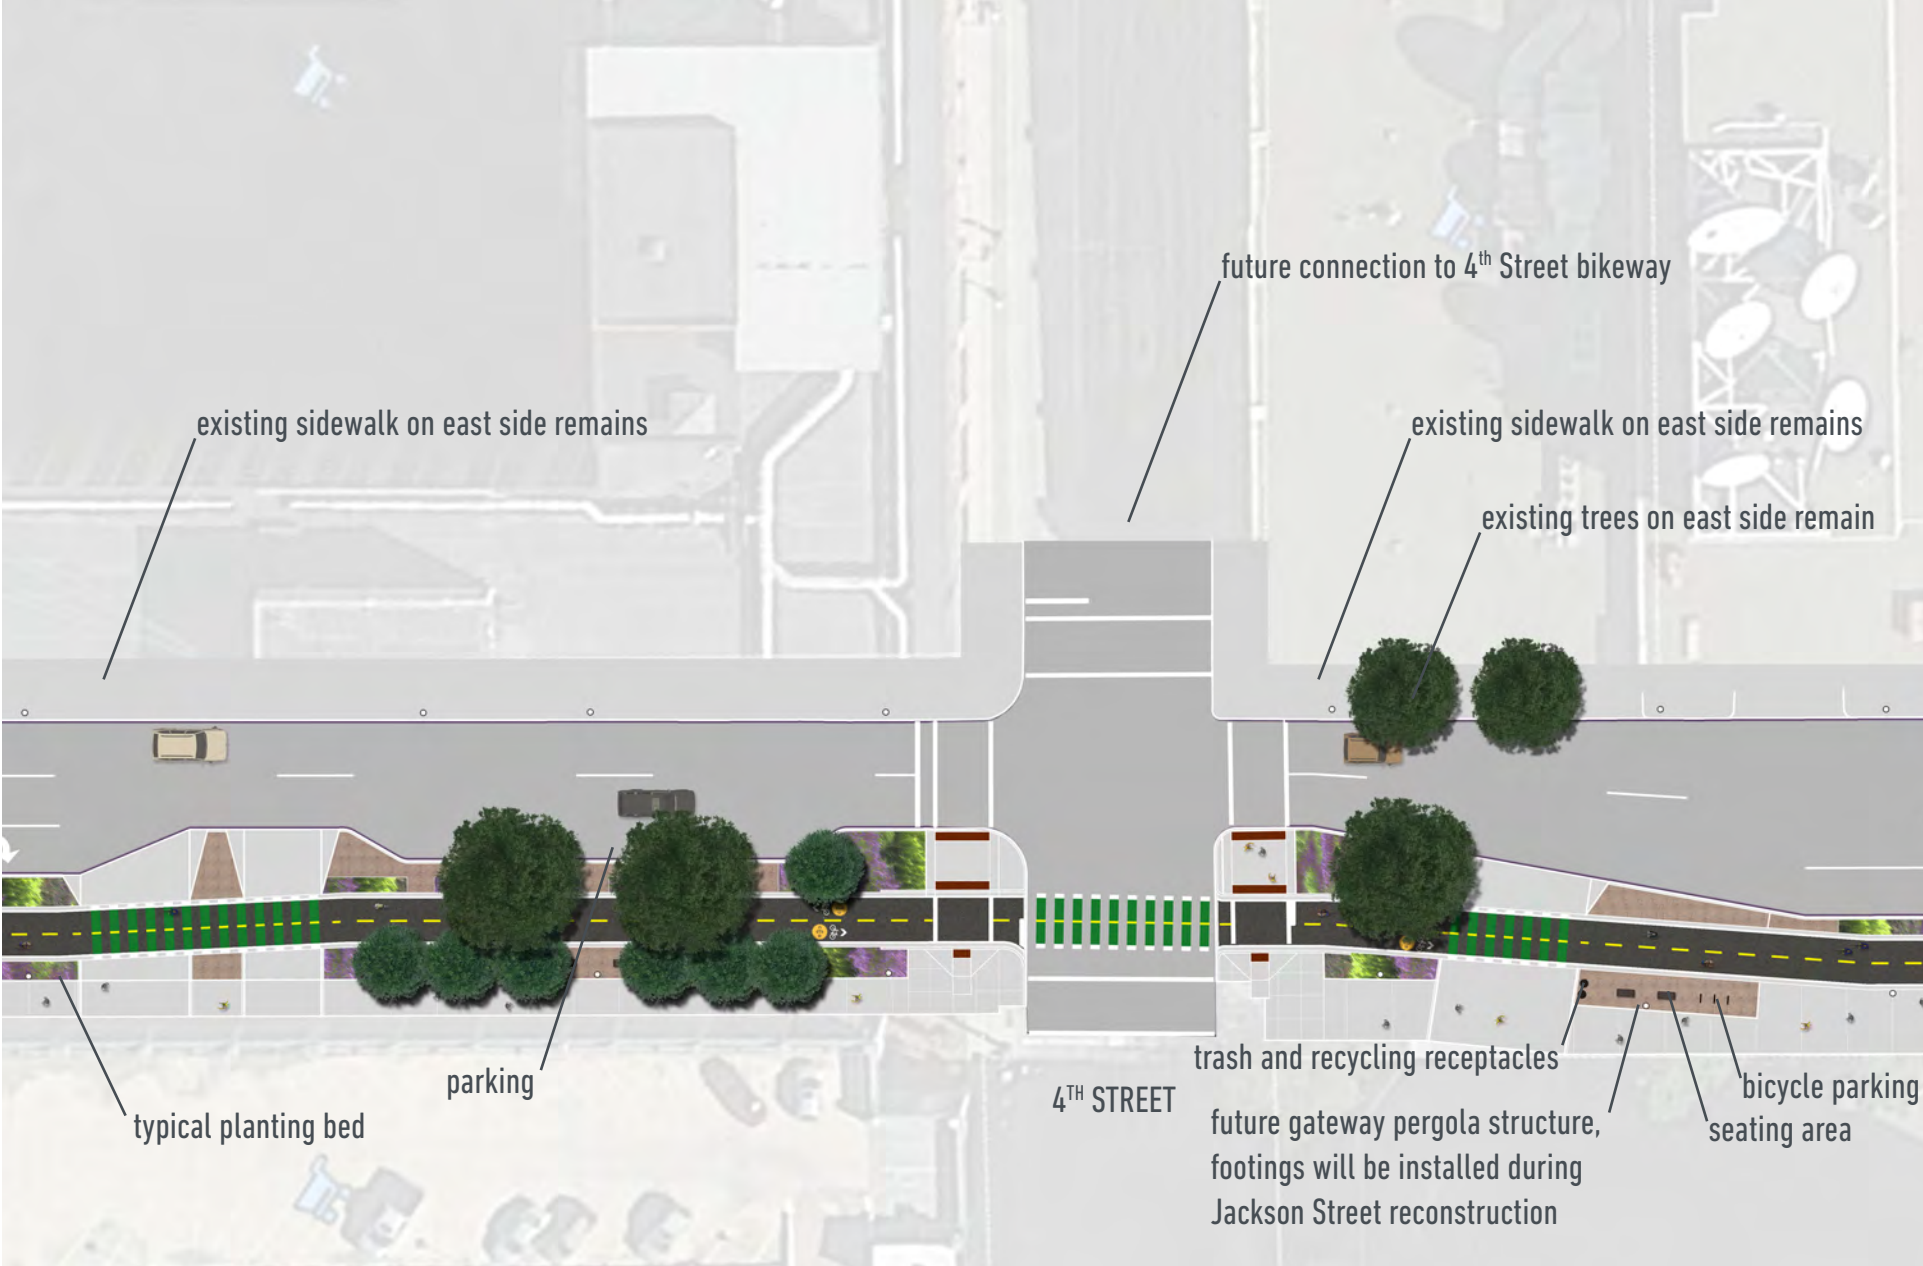 future connection to 4th Street bikeway
existing sidewalk on east side remains
existing sidewalk on east side remains
existing trees on east side remain
trash and recycling receptacles
parking
4TH STREET
bicycle parking
typical planting bed
future gateway pergola structure,
footings will be installed during
Jackson Street reconstruction
seating area